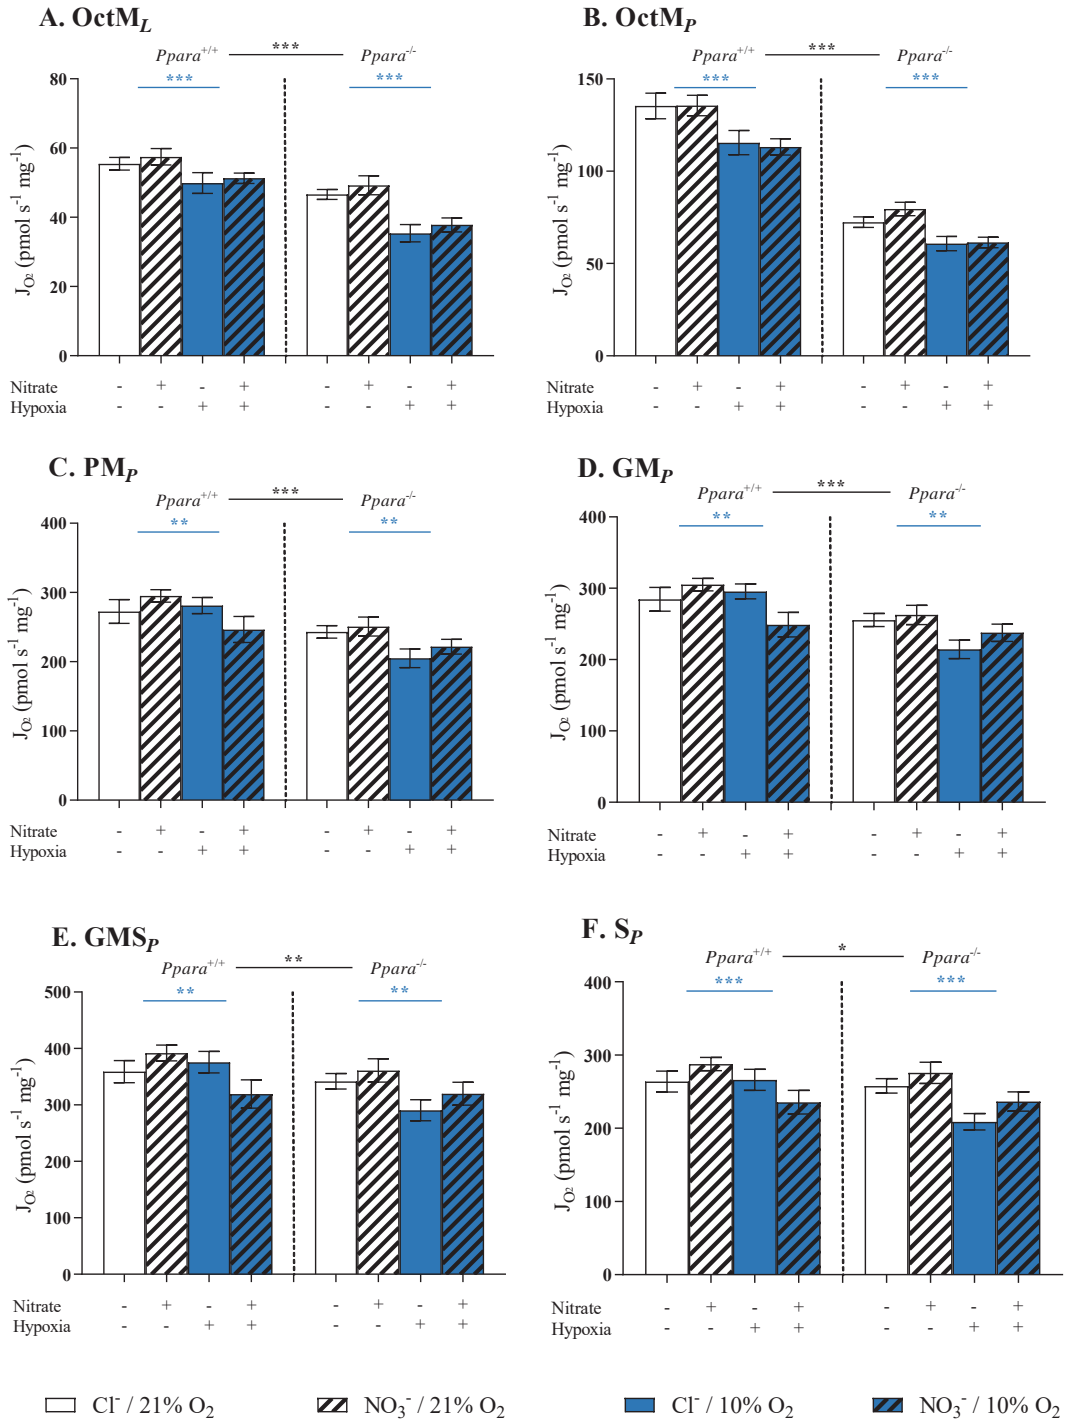 A. OctM_L
Ppara+/+ *** Ppara-/-
*** ***
80
60
40
20
0
J_O2 (pmol s-1 mg-1)
Nitrate - + - + - + - +
Hypoxia - - + + - - + +
B. OctM_P
Ppara+/+ *** Ppara-/-
*** ***
150
100
50
0
J_O2 (pmol s-1 mg-1)
Nitrate - + - + - + - +
Hypoxia - - + + - - + +
C. PM_P
Ppara+/+ *** Ppara-/-
** **
400
300
200
100
0
J_O2 (pmol s-1 mg-1)
Nitrate - + - + - + - +
Hypoxia - - + + - - + +
D. GM_P
Ppara+/+ *** Ppara-/-
** **
400
300
200
100
0
J_O2 (pmol s-1 mg-1)
Nitrate - + - + - + - +
Hypoxia - - + + - - + +
E. GMS_P
Ppara+/+ ** Ppara-/-
** **
500
400
300
200
100
0
J_O2 (pmol s-1 mg-1)
Nitrate - + - + - + - +
Hypoxia - - + + - - + +
F. S_P
Ppara+/+ * Ppara-/-
*** ***
400
300
200
100
0
J_O2 (pmol s-1 mg-1)
Nitrate - + - + - + - +
Hypoxia - - + + - - + +
Cl- / 21% O2 NO3- / 21% O2 Cl- / 10% O2 NO3- / 10% O2